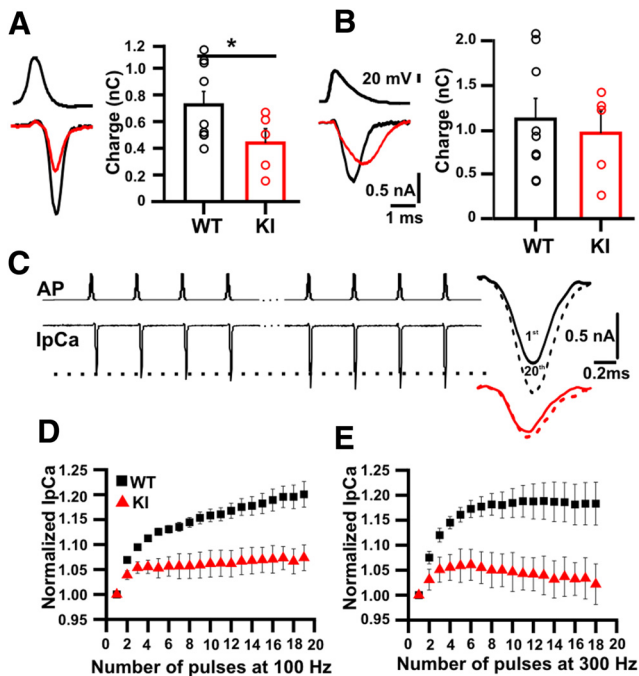 A
Charge (nC)
1.2
1.0
0.8
0.6
0.4
0.2
0
*
WT
KI
B
20 mV
0.5 nA
1 ms
Charge (nC)
2.0
1.5
1.0
0.5
0
WT
KI
C
AP
IpCa
1st
20th
0.5 nA
0.2ms
D
Normalized IpCa
1.25
1.20
1.15
1.10
1.05
1.00
0.95
WT
KI
0 2 4 6 8 10 12 14 16 18 20
Number of pulses at 100 Hz
E
Normalized IpCa
1.25
1.20
1.15
1.10
1.05
1.00
0.95
0 2 4 6 8 10 12 14 16 18 20
Number of pulses at 300 Hz